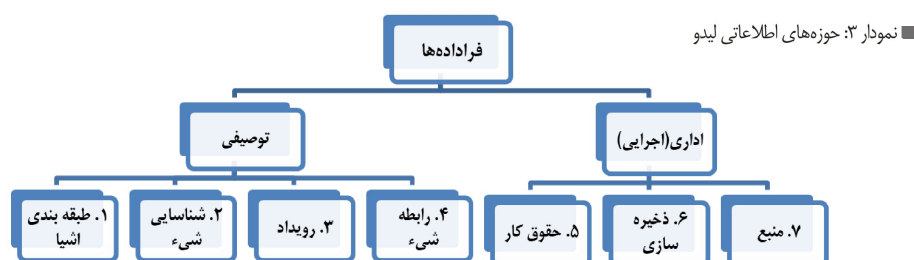 نمودار ۳: حوزه‌های اطلاعاتی لیدو
فراداده‌ها
اداری(اجرایی)
توصیفی
۷. منبع
۶. ذخیره
سازی
۵. حقوق کار
۴. رابطه
شیء
۳. رویداد
۲. شناسایی
شیء
۱. طبقه بندی
اشیا